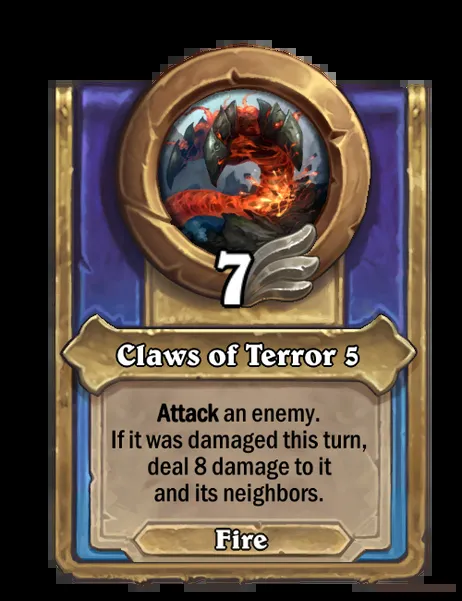 7
Claws of Terror 5
Attack an enemy.
If it was damaged this turn,
deal 8 damage to it
and its neighbors.
Fire